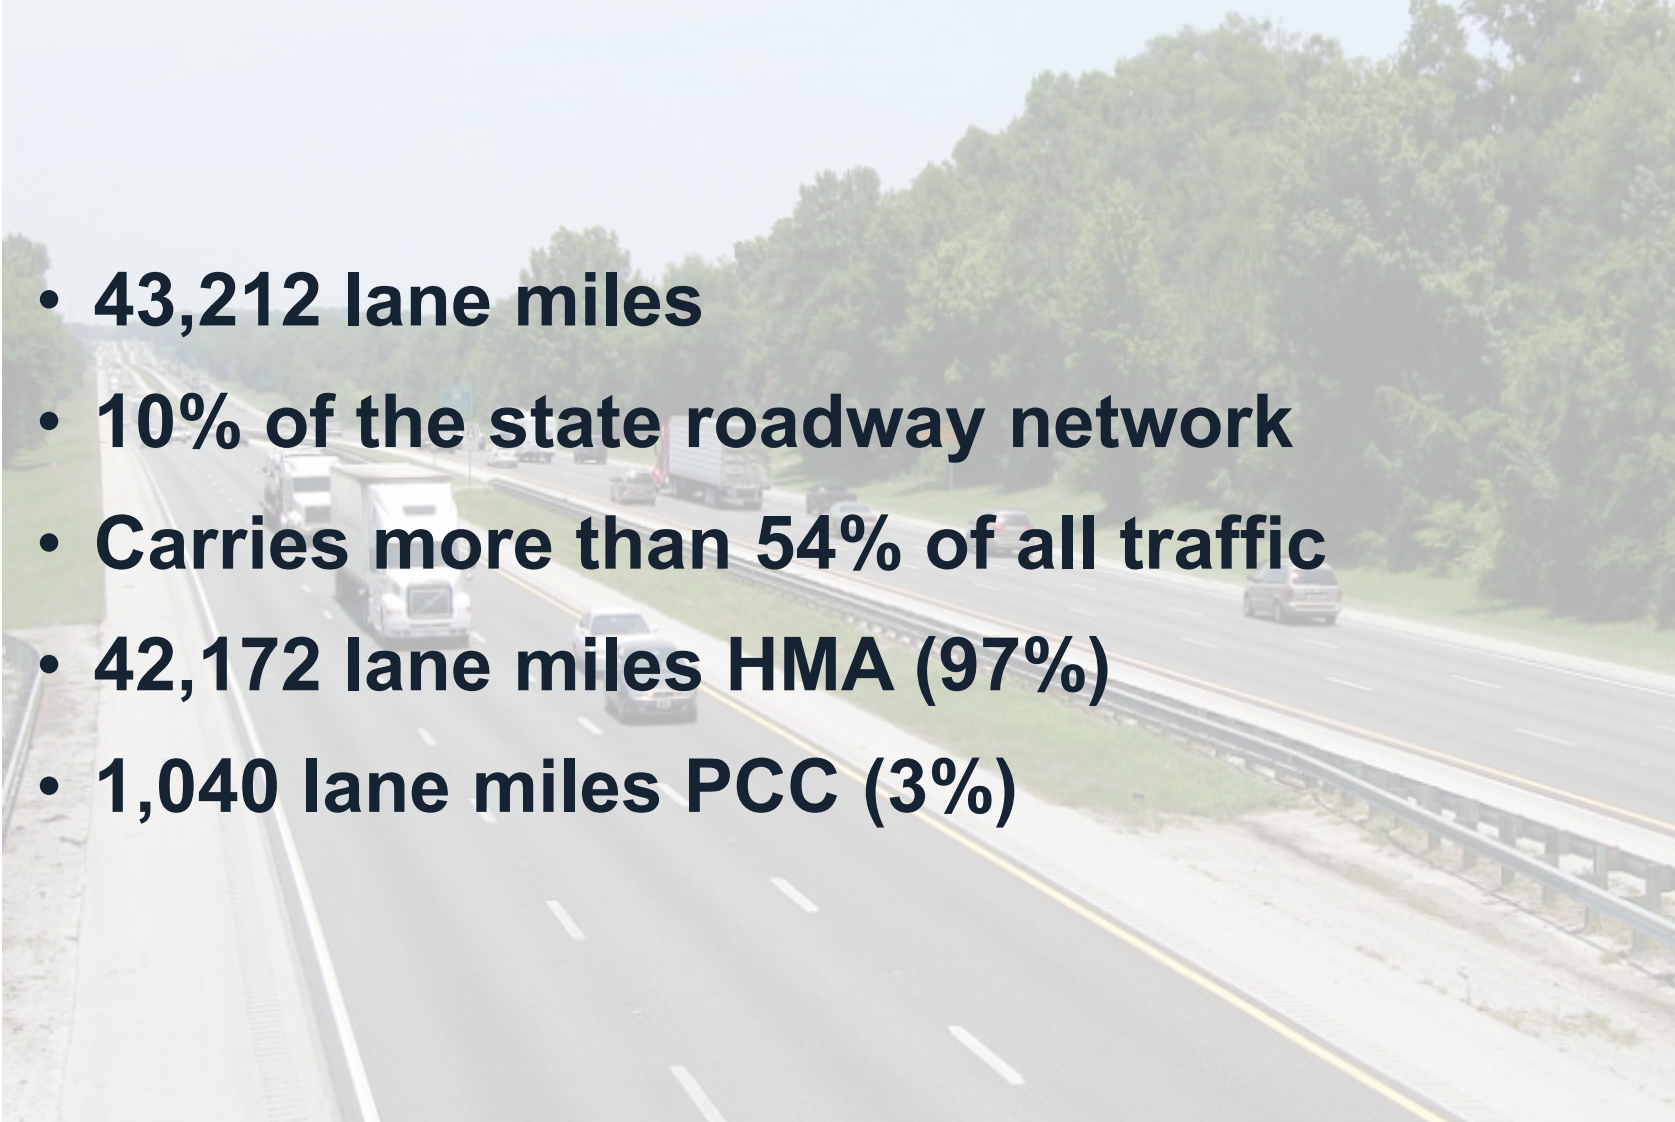 • 43,212 lane miles
• 10% of the state roadway network
• Carries more than 54% of all traffic
• 42,172 lane miles HMA (97%)
• 1,040 lane miles PCC (3%)